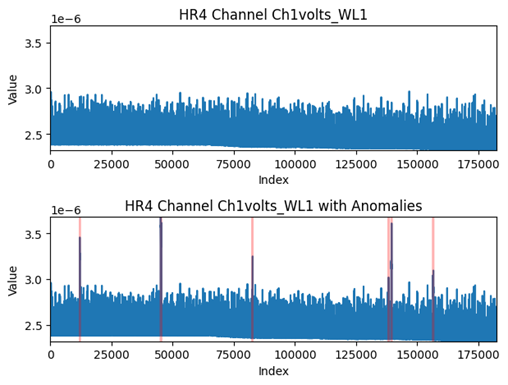 HR4 Channel Ch1volts_WL1
1e−6
3.5
3.0
2.5
Value
0 25000 50000 75000 100000 125000 150000 175000
Index
HR4 Channel Ch1volts_WL1 with Anomalies
1e−6
3.5
3.0
2.5
Value
0 25000 50000 75000 100000 125000 150000 175000
Index